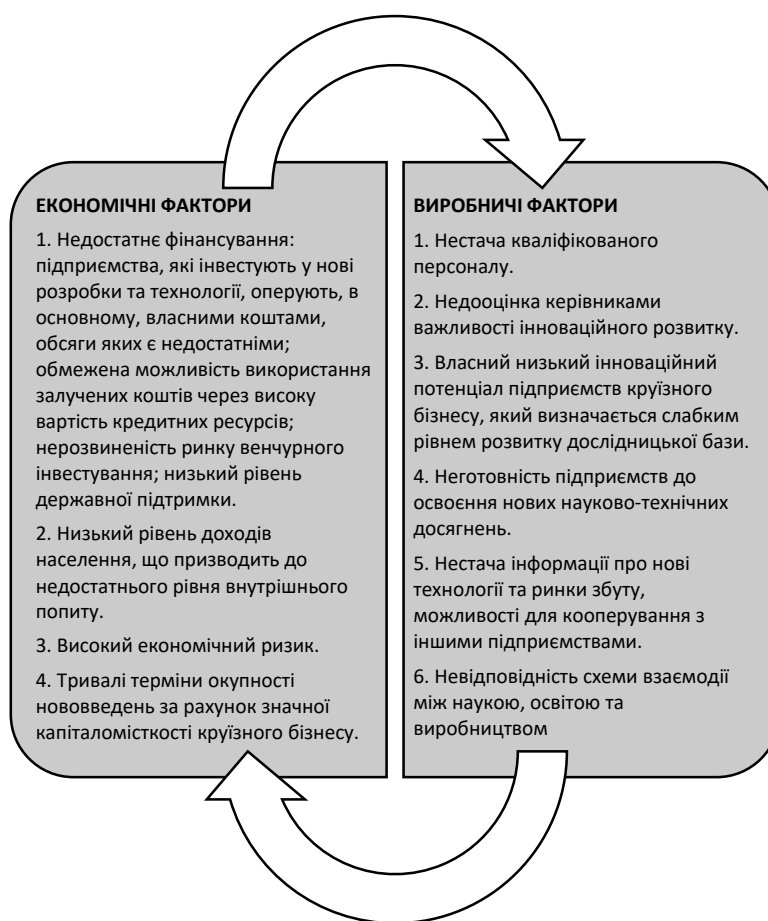 ЕКОНОМІЧНІ ФАКТОРИ
1. Недостатнє фінансування:
підприємства, які інвестують у нові
розробки та технології, оперують, в
основному, власними коштами,
обсяги яких є недостатніми;
обмежена можливість використання
залучених коштів через високу
вартість кредитних ресурсів;
нерозвиненість ринку венчурного
інвестування; низький рівень
державної підтримки.
2. Низький рівень доходів
населення, що призводить до
недостатнього рівня внутрішнього
попиту.
3. Високий економічний ризик.
4. Тривалі терміни окупності
нововведень за рахунок значної
капіталомісткості круїзного бізнесу.
ВИРОБНИЧІ ФАКТОРИ
1. Нестача кваліфікованого
персоналу.
2. Недооцінка керівниками
важливості інноваційного розвитку.
3. Власний низький інноваційний
потенціал підприємств круїзного
бізнесу, який визначається слабким
рівнем розвитку дослідницької бази.
4. Неготовність підприємств до
освоєння нових науково-технічних
досягнень.
5. Нестача інформації про нові
технології та ринки збуту,
можливості для кооперування з
іншими підприємствами.
6. Невідповідність схеми взаємодії
між наукою, освітою та
виробництвом